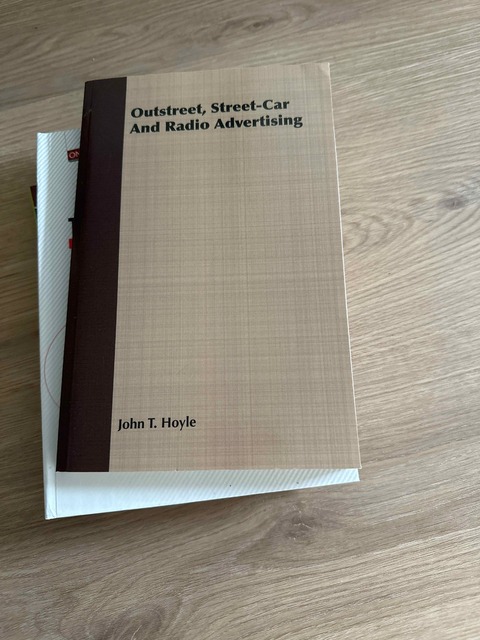 Outstreet, Street-Car
And Radio Advertising
John T. Hoyle